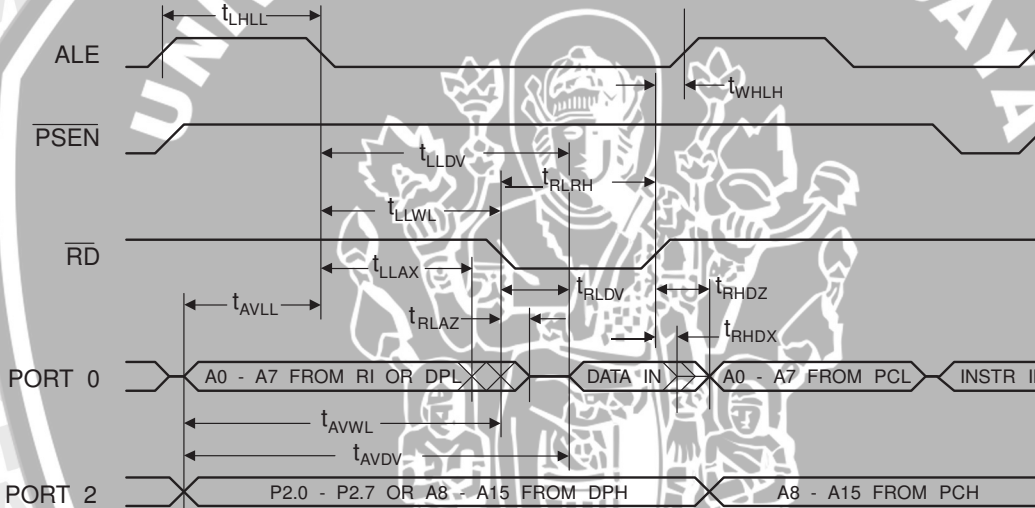 UNI
AYA
tLHLL
ALE
tWHLH
PSEN
tLLDV
tRLRH
tLLWL
RD
tLLAX
tRLDV
tRHDZ
tAVLL
tRLAZ
tRHDX
PORT 0
A0 - A7 FROM RI OR DPL
DATA IN
A0 - A7 FROM PCL
INSTR
tAVWL
tAVDV
PORT 2
P2.0 - P2.7 OR A8 - A15 FROM DPH
A8 - A15 FROM PCH